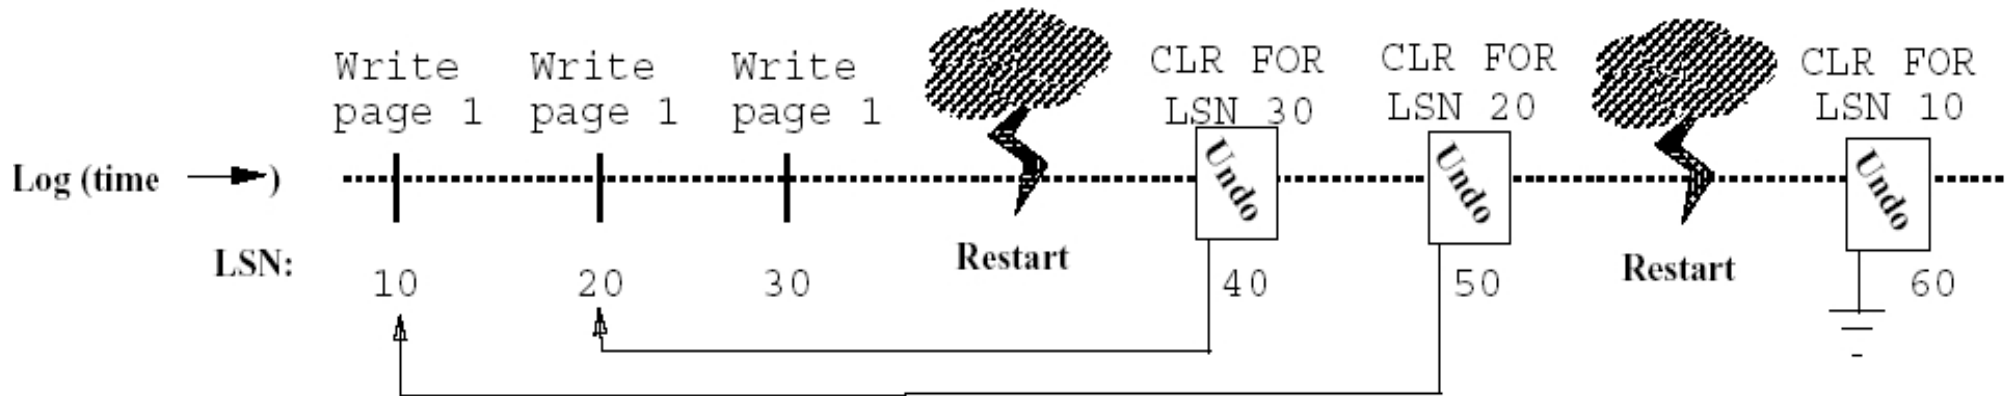 Write page 1
Write page 1
Write page 1
CLR FOR LSN 30
CLR FOR LSN 20
CLR FOR LSN 10
Log (time )
Undo
Undo
Undo
LSN:
10
20
30
Restart
40
50
Restart
60